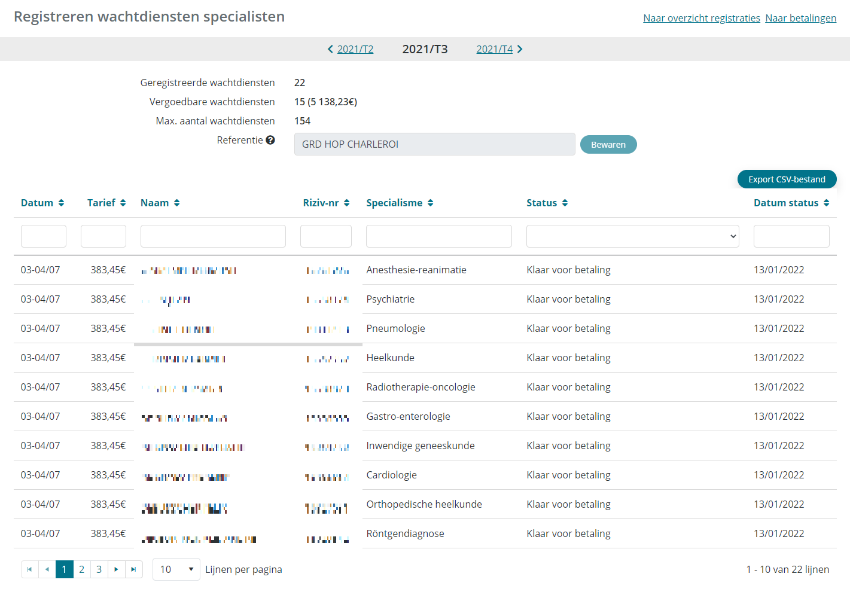 Registreren wachtdiensten specialisten
Naar overzicht registraties Naar betalingen
2021/T2 2021/T3 2021/T4
Geregistreerde wachtdiensten 22
Vergoedbare wachtdiensten 15 (5 138,23€)
Max. aantal wachtdiensten 154
Referentie ? GRD HOP CHARLEROI Bewaren
Export CSV-bestand
Datum Tarief Naam Riziv-nr Specialisme Status Datum status
03-04/07 383,45€ Anesthesie-reanimatie Klaar voor betaling 13/01/2022
03-04/07 383,45€ Psychiatrie Klaar voor betaling 13/01/2022
03-04/07 383,45€ Pneumologie Klaar voor betaling 13/01/2022
03-04/07 383,45€ Heelkunde Klaar voor betaling 13/01/2022
03-04/07 383,45€ Radiotherapie-oncologie Klaar voor betaling 13/01/2022
03-04/07 383,45€ Gastro-enterologie Klaar voor betaling 13/01/2022
03-04/07 383,45€ Inwendige geneeskunde Klaar voor betaling 13/01/2022
03-04/07 383,45€ Cardiologie Klaar voor betaling 13/01/2022
03-04/07 383,45€ Orthopedische heelkunde Klaar voor betaling 13/01/2022
03-04/07 383,45€ Röntgendiagnose Klaar voor betaling 13/01/2022
1 2 3 10 Lijnen per pagina 1 - 10 van 22 lijnen